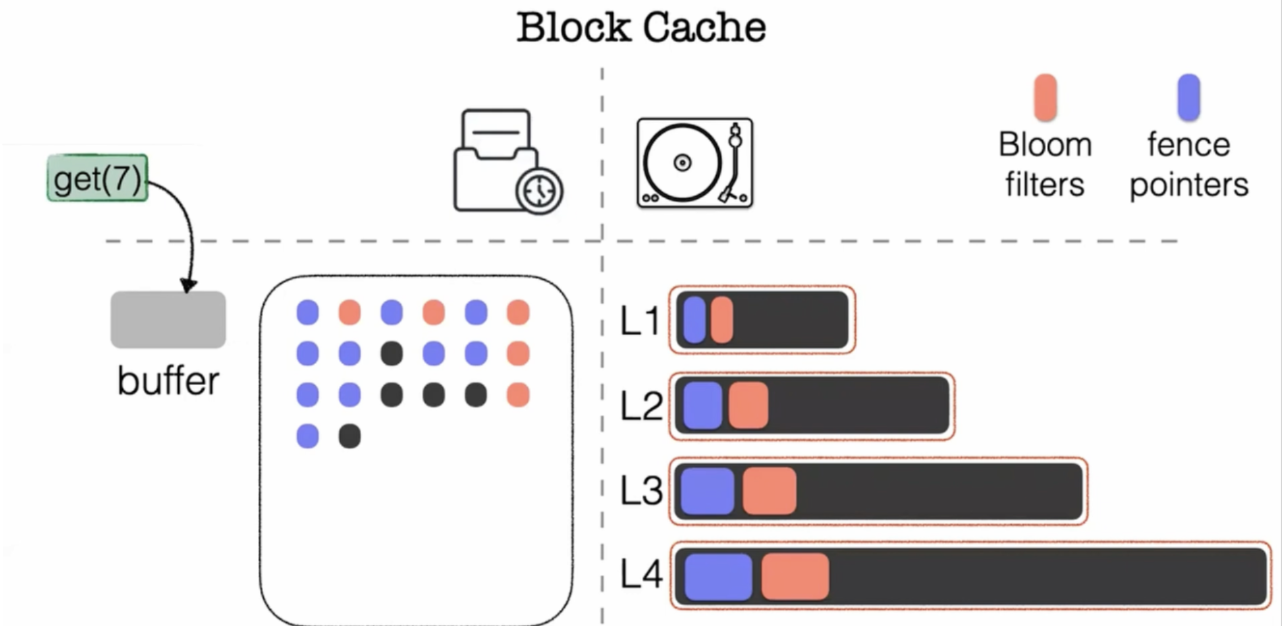 Block Cache
Bloom
filters
fence
pointers
get(7)
buffer
L1
L2
L3
L4